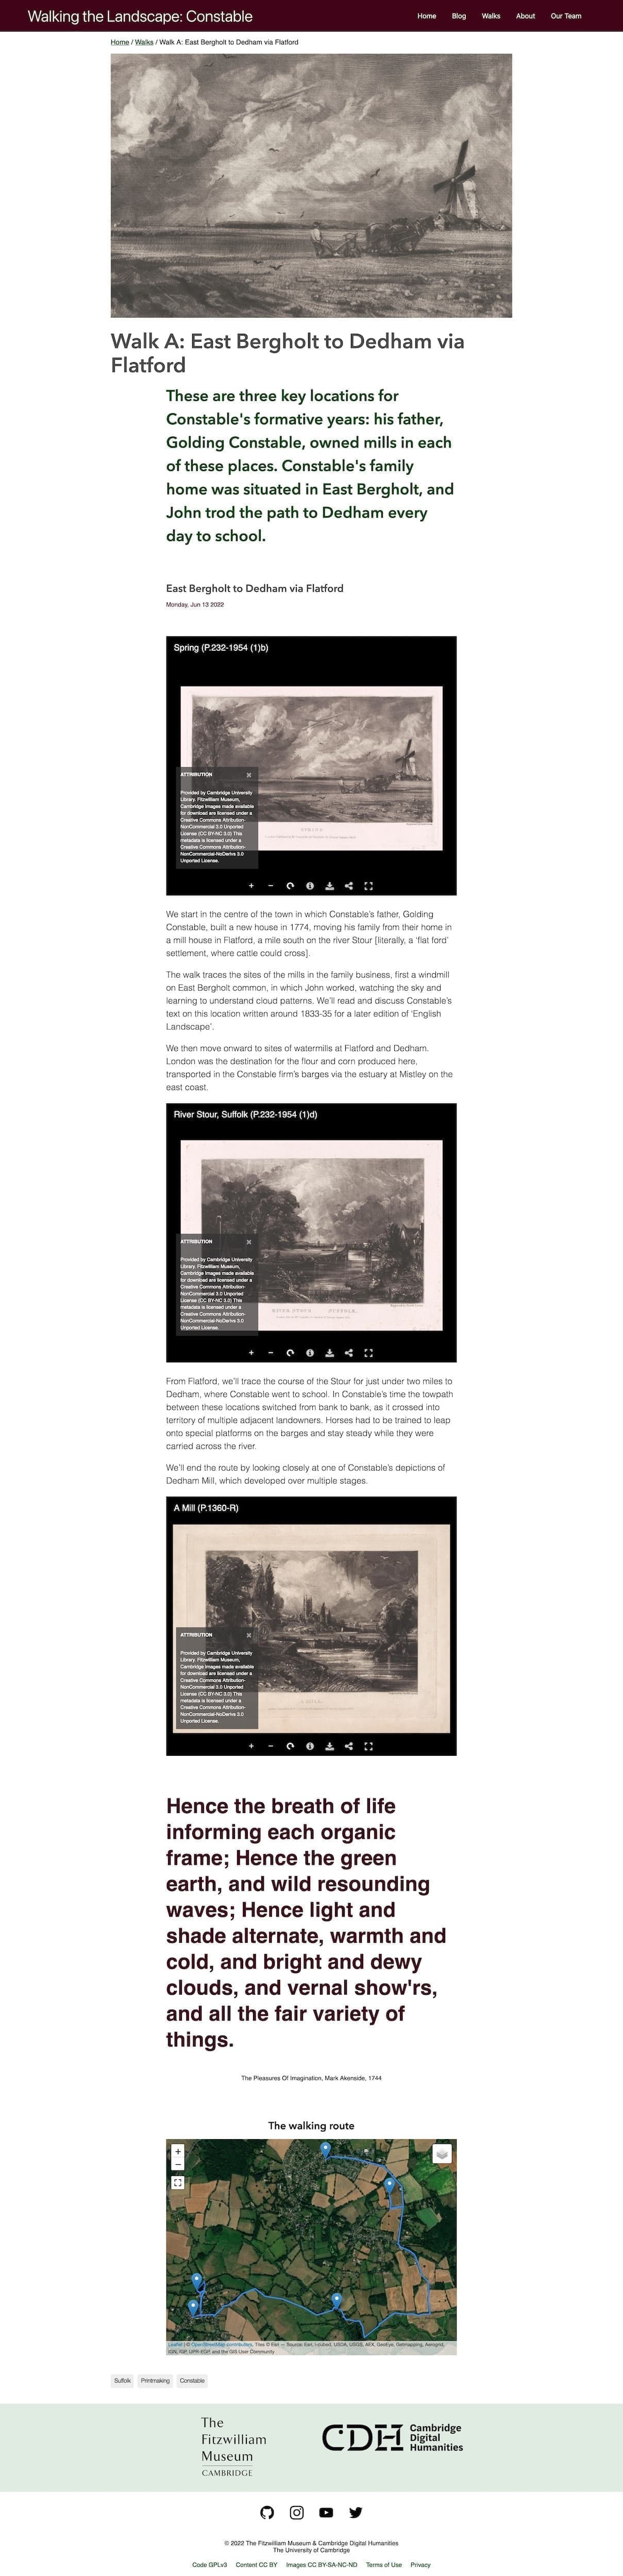 Walking the Landscape: Constable
Home Blog Walks About Our Team
Home / Walks / Walk A: East Bergholt to Dedham via Flatford
Walk A: East Bergholt to Dedham via
Flatford
These are three key locations for
Constable's formative years: his father,
Golding Constable, owned mills in each
of these places. Constable's family
home was situated in East Bergholt, and
John trod the path to Dedham every
day to school.
East Bergholt to Dedham via Flatford
Monday, Jun 13 2022
Spring (P.232-1954 (1)b)
ATTRIBUTION
Provided by Cambridge University
Library. Fitzwilliam Museum,
Cambridge Images made available
for download are licensed under a
Creative Commons Attribution-
NonCommercial 3.0 Unported
License (CC BY-NC 3.0) This
metadata is licensed under a
Creative Commons Attribution-
NonCommercial-NoDerivs 3.0
Unported License.
SPRING
We start in the centre of the town in which Constable's father, Golding
Constable, built a new house in 1774, moving his family from their home in
a mill house in Flatford, a mile south on the river Stour [literally, a 'flat ford'
settlement, where cattle could cross].
The walk traces the sites of the mills in the family business, first a windmill
on East Bergholt common, in which John worked, watching the sky and
learning to understand cloud patterns. We'll read and discuss Constable's
text on this location written around 1833-35 for a later edition of 'English
Landscape'.
We then move onward to sites of watermills at Flatford and Dedham.
London was the destination for the flour and corn produced here,
transported in the Constable firm's barges via the estuary at Mistley on the
east coast.
River Stour, Suffolk (P.232-1954 (1)d)
ATTRIBUTION
Provided by Cambridge University
Library. Fitzwilliam Museum,
Cambridge Images made available
for download are licensed under a
Creative Commons Attribution-
NonCommercial 3.0 Unported
License (CC BY-NC 3.0) This
metadata is licensed under a
Creative Commons Attribution-
NonCommercial-NoDerivs 3.0
Unported License.
RIVER STOUR SUFFOLK.
From Flatford, we'll trace the course of the Stour for just under two miles to
Dedham, where Constable went to school. In Constable's time the towpath
between these locations switched from bank to bank, as it crossed into
territory of multiple adjacent landowners. Horses had to be trained to leap
onto special platforms on the barges and stay steady while they were
carried across the river.
We'll end the route by looking closely at one of Constable's depictions of
Dedham Mill, which developed over multiple stages.
A Mill (P.1360-R)
ATTRIBUTION
Provided by Cambridge University
Library. Fitzwilliam Museum,
Cambridge Images made available
for download are licensed under a
Creative Commons Attribution-
NonCommercial 3.0 Unported
License (CC BY-NC 3.0) This
metadata is licensed under a
Creative Commons Attribution-
NonCommercial-NoDerivs 3.0
Unported License.
Hence the breath of life
informing each organic
frame; Hence the green
earth, and wild resounding
waves; Hence light and
shade alternate, warmth and
cold, and bright and dewy
clouds, and vernal show'rs,
and all the fair variety of
things.
The Pleasures Of Imagination, Mark Akenside, 1744
The walking route
Leaflet | © OpenStreetMap contributors, Tiles © Esri — Source: Esri, i-cubed, USDA, USGS, AEX, GeoEye, Getmapping, Aerogrid,
IGN, IGP, UPR-EGP, and the GIS User Community
Suffolk Printmaking Constable
The
Fitzwilliam
Museum
CAMBRIDGE
CDH Cambridge
Digital
Humanities
© 2022 The Fitzwilliam Museum & Cambridge Digital Humanities
The University of Cambridge
Code GPLv3 Content CC BY Images CC BY-SA-NC-ND Terms of Use Privacy